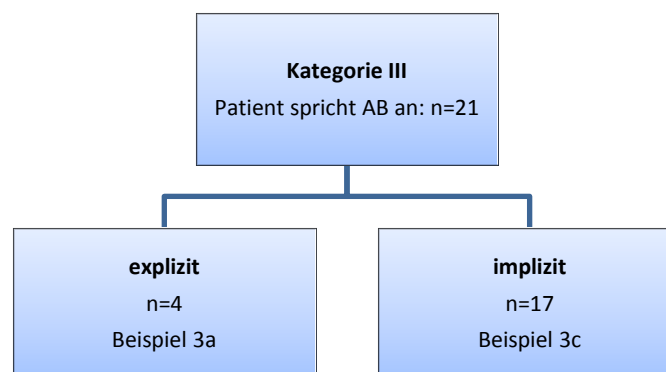 Kategorie III
Patient spricht AB an: n=21
explizit
n=4
Beispiel 3a
implizit
n=17
Beispiel 3c